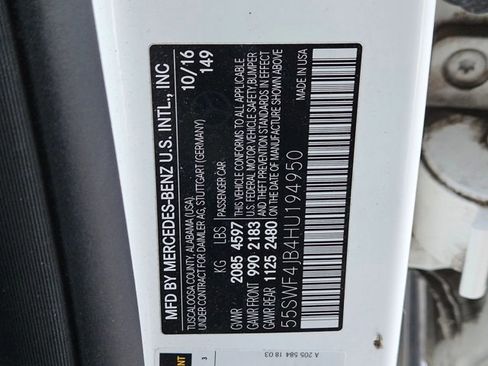 MFD BY MERCEDES-BENZ U.S. INTL., INC. 10/16
TUSCALOOSA COUNTY, ALABAMA (USA) 149
CONTRACTED FOR DAIMLER AG, STUTTGART (GERMANY)
PASSENGER CAR
KG LBS
GVWR 2085 4597
GAWR FRONT 990 2183
GAWR REAR 1125 2480
THIS VEHICLE CONFORMS TO ALL APPLICABLE
FEDERAL MOTOR VEHICLE SAFETY, BUMPER
AND THEFT PREVENTION STANDARDS IN EFFECT
ON THE DATE OF MANUFACTURE SHOWN ABOVE
55SWF4JB4HU194950
MADE IN USA
A 205 584 18 03
3